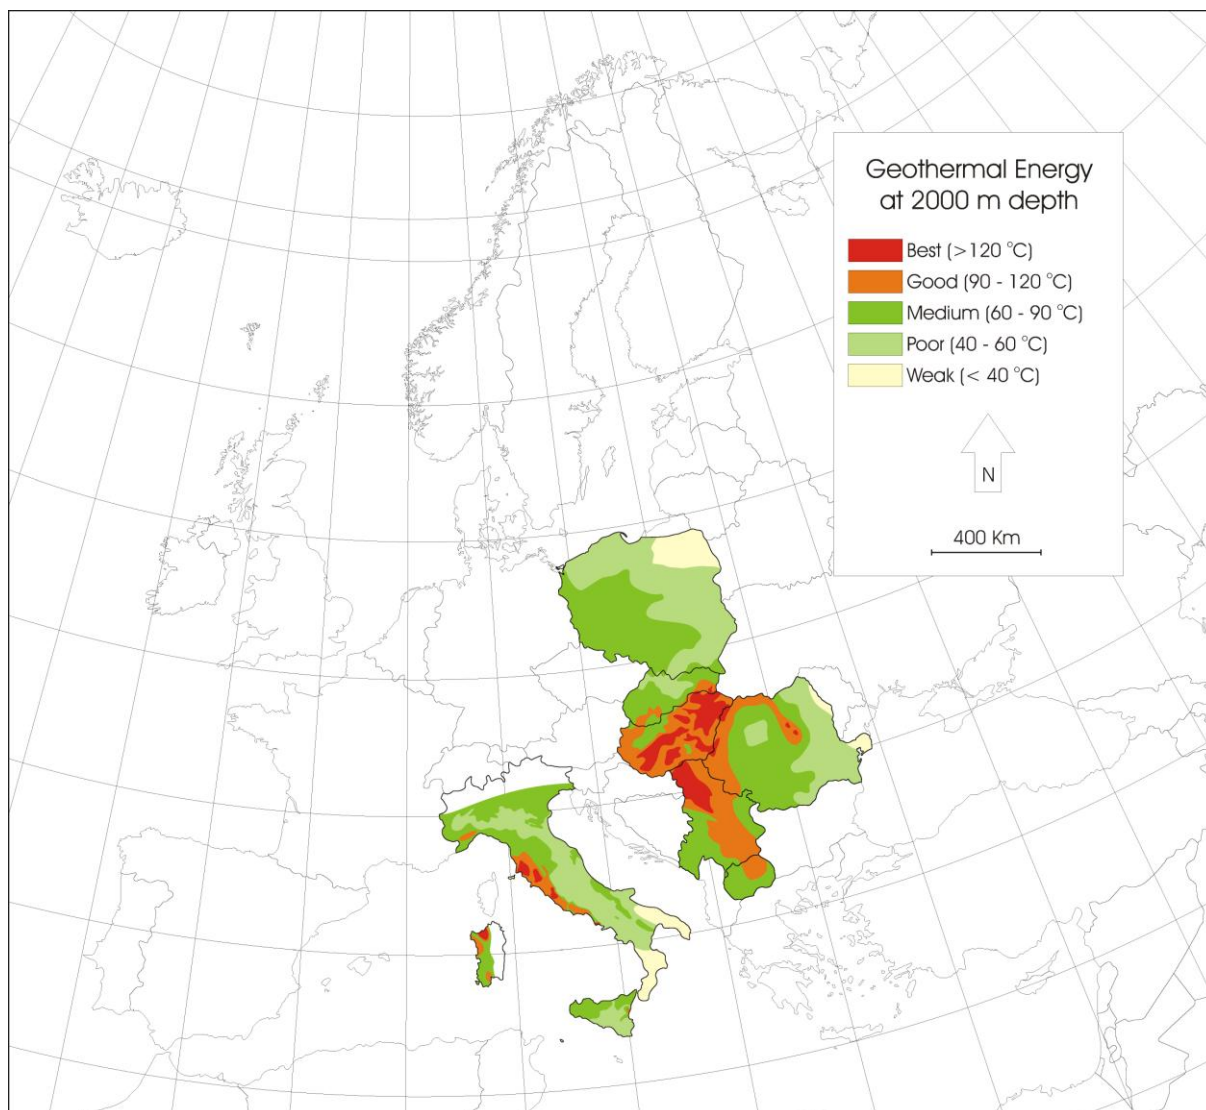 Geothermal Energy
at 2000 m depth
Best (>120 °C)
Good (90 - 120 °C)
Medium (60 - 90 °C)
Poor (40 - 60 °C)
Weak (< 40 °C)
N
400 Km